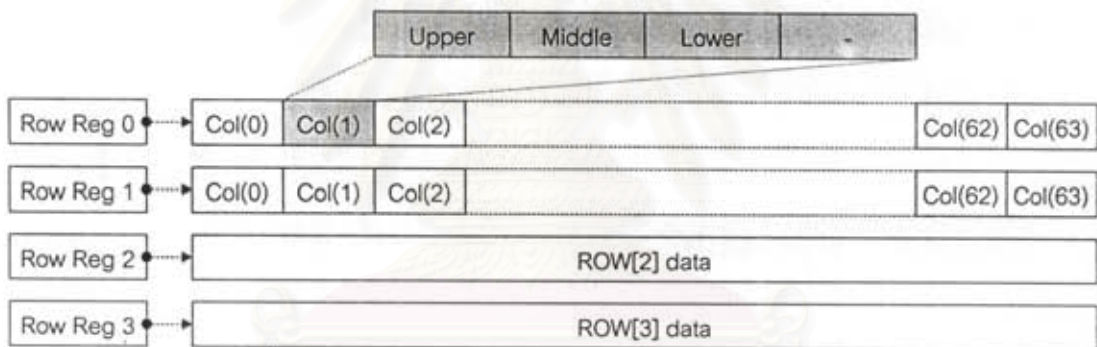 Upper Middle Lower -
Row Reg 0 Col(0) Col(1) Col(2) Col(62) Col(63)
Row Reg 1 Col(0) Col(1) Col(2) Col(62) Col(63)
Row Reg 2 ROW[2] data
Row Reg 3 ROW[3] data